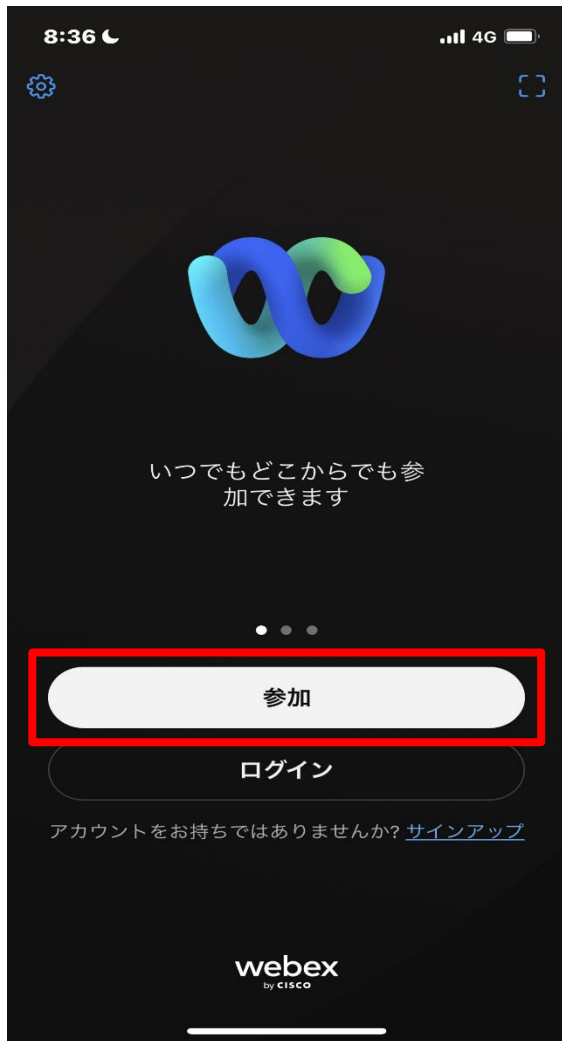 8:36
4G
いつでもどこからでも参
加できます
参加
ログイン
アカウントをお持ちではありませんか? サインアップ
webex
by CISCO